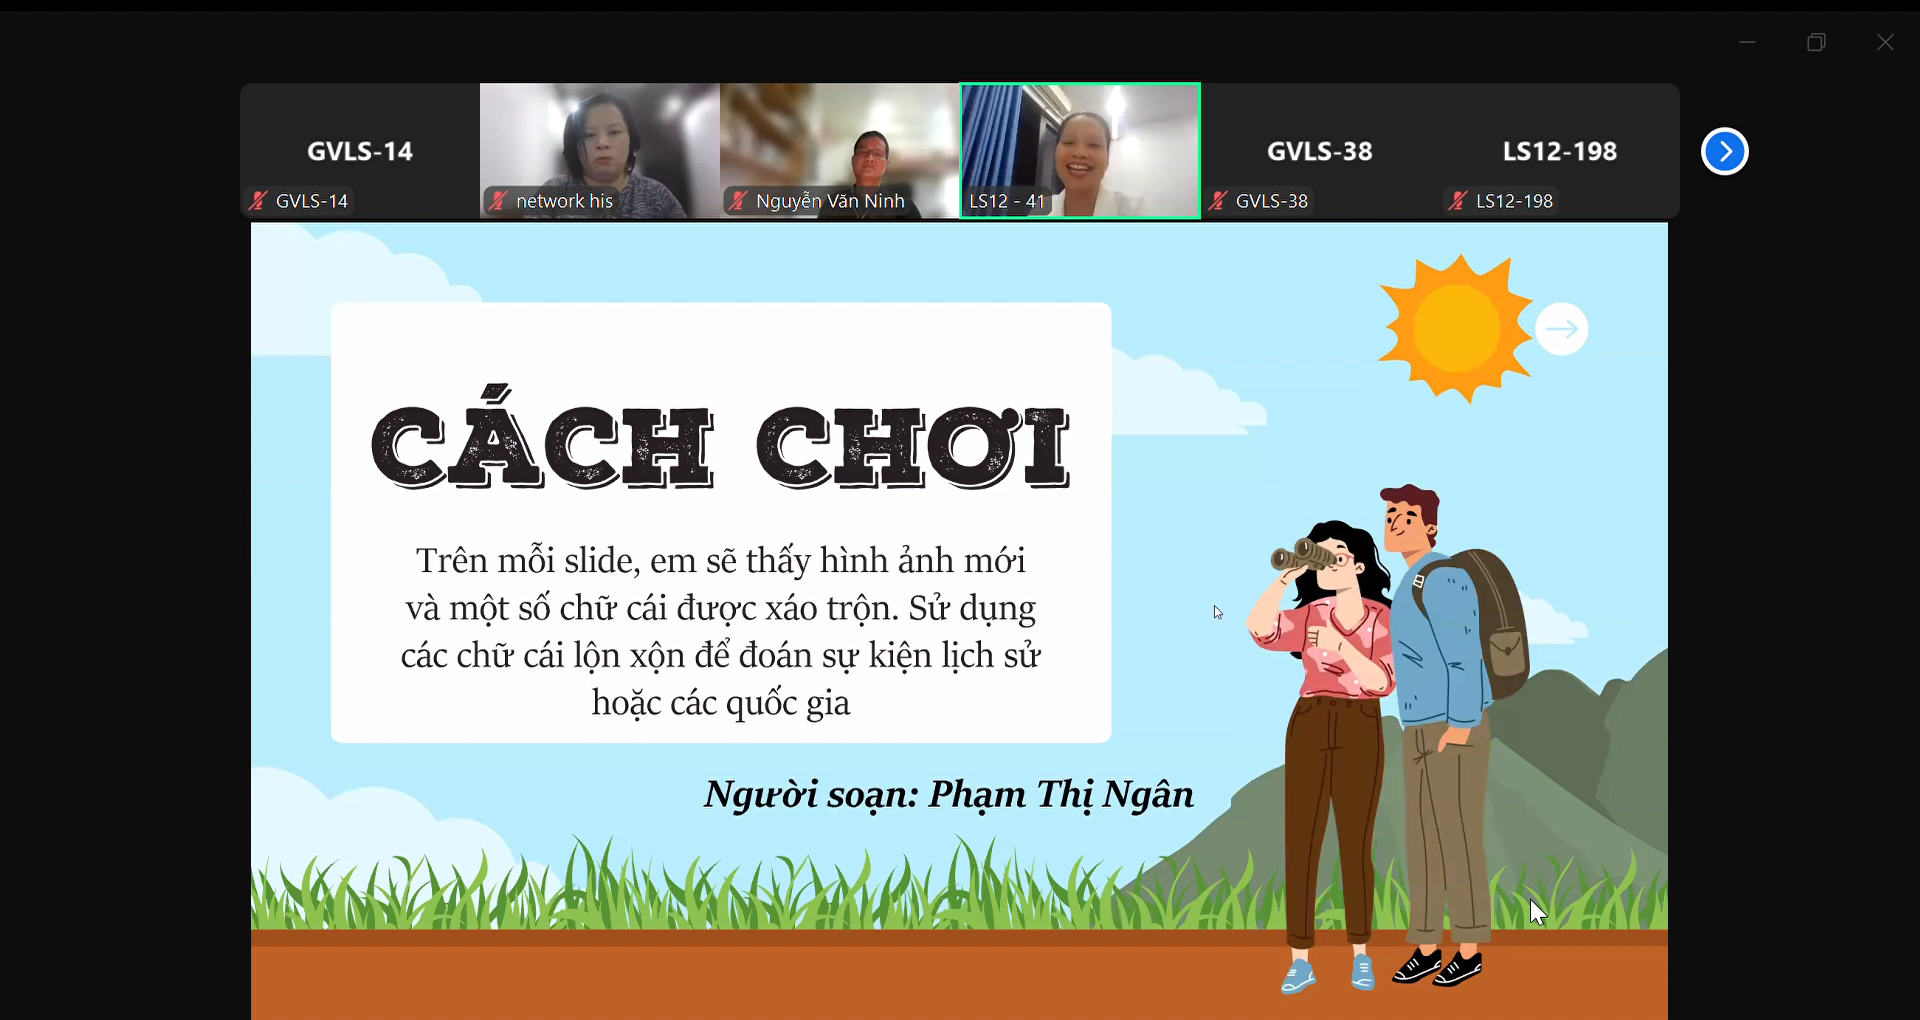 GVLS-14
GVLS-38
LS12-198
GVLS-14
network his
Nguyễn Văn Ninh
LS12 - 41
GVLS-38
LS12-198
CÁCH CHƠI
Trên mỗi slide, em sẽ thấy hình ảnh mới
và một số chữ cái được xáo trộn. Sử dụng
các chữ cái lộn xộn để đoán sự kiện lịch sử
hoặc các quốc gia
Người soạn: Phạm Thị Ngân